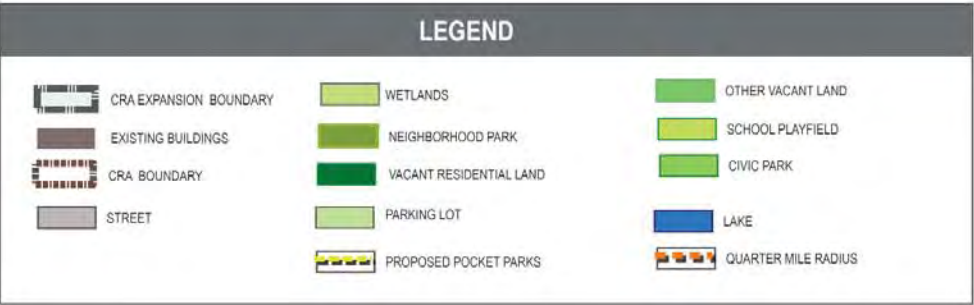 LEGEND
CRA EXPANSION BOUNDARY
EXISTING BUILDINGS
CRA BOUNDARY
STREET
WETLANDS
NEIGHBORHOOD PARK
VACANT RESIDENTIAL LAND
PARKING LOT
PROPOSED POCKET PARKS
OTHER VACANT LAND
SCHOOL PLAYFIELD
CIVIC PARK
LAKE
QUARTER MILE RADIUS